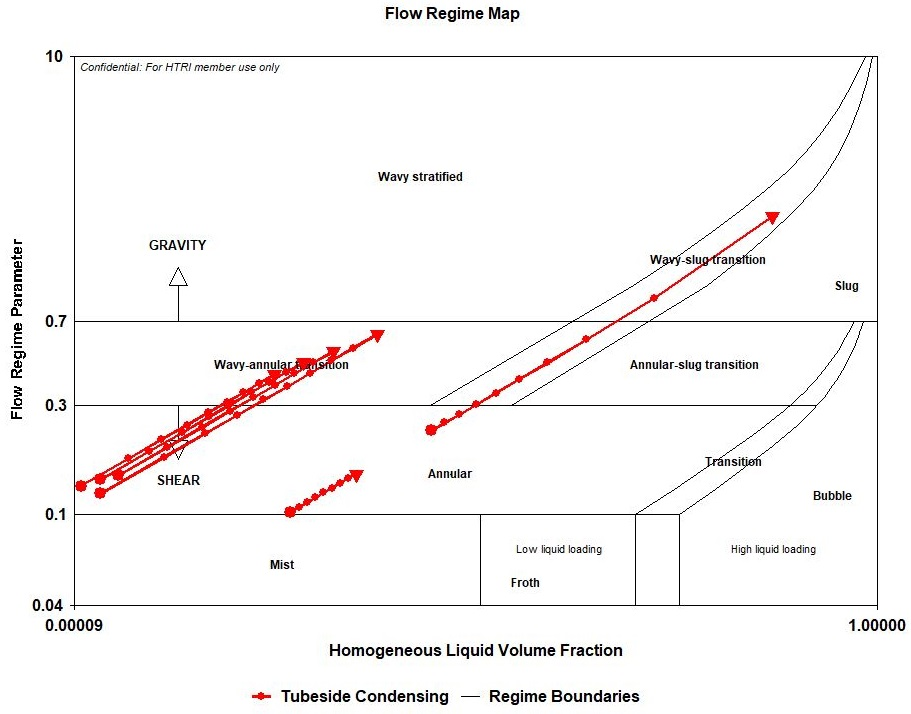 Flow Regime Map
10
Confidential: For HTRI member use only
Wavy stratified
GRAVITY
Wavy-slug transition
Slug
Flow Regime Parameter
0.7
Wavy-annular transition
Annular-slug transition
0.3
Transition
Annular
SHEAR
Bubble
0.1
Low liquid loading
High liquid loading
Mist
Froth
0.04
0.00009
1.00000
Homogeneous Liquid Volume Fraction
Tubeside Condensing
Regime Boundaries